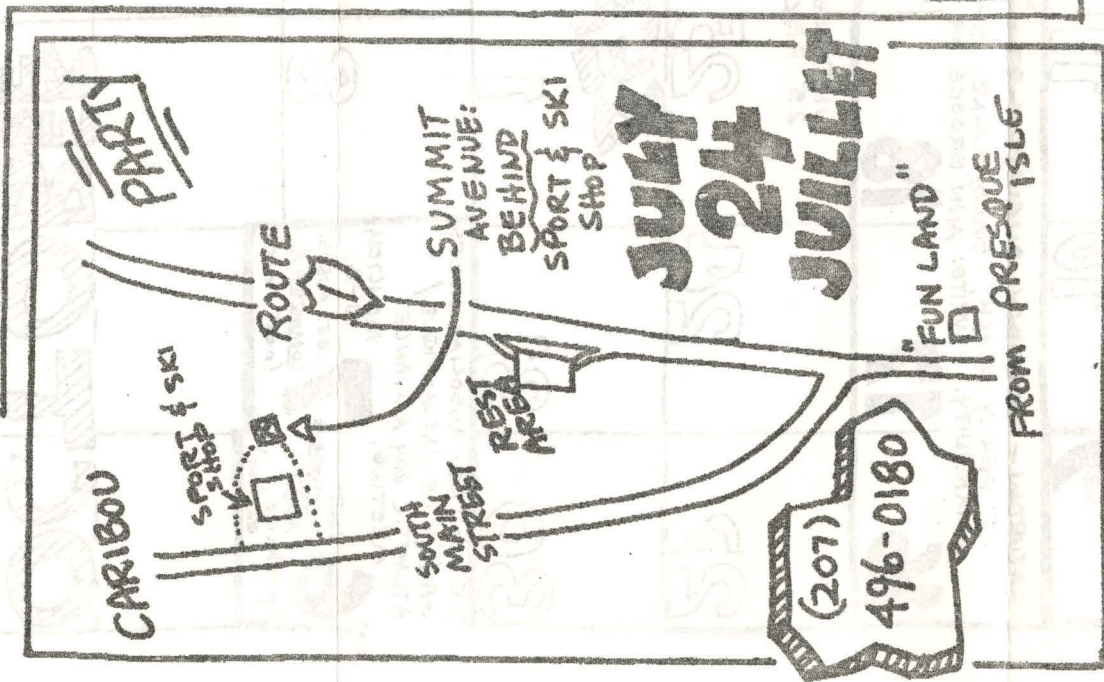 PARTY
CARIBOU
SPORT & SKI
SHOP
ROUTE
1
SUMMIT
AVENUE:
BEHIND
SPORT & SKI
SHOP
SOUTH
MAIN
STREET
REST
AREA
JULY
24
JUILLET
(207)
496-0180
"FUN LAND"
FROM PRESQUE
ISLE